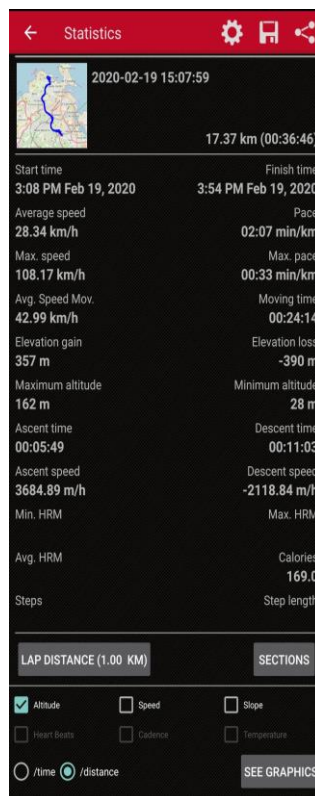 Statistics
2020-02-19 15:07:59
17.37 km (00:36:46)
Start time Finish time
3:08 PM Feb 19, 2020 3:54 PM Feb 19, 2020
Average speed Pace
28.34 km/h 02:07 min/km
Max. speed Max. pace
108.17 km/h 00:33 min/km
Avg. Speed Mov. Moving time
42.99 km/h 00:24:14
Elevation gain Elevation loss
357 m -390 m
Maximum altitude Minimum altitude
162 m 28 m
Ascent time Descent time
00:05:49 00:11:03
Ascent speed Descent speed
3684.89 m/h -2118.84 m/h
Min. HRM Max. HRM
Avg. HRM Calories
169.0
Steps Step length
LAP DISTANCE (1.00 KM) SECTIONS
Altitude Speed Slope
Heart Beats Cadence Temperature
/time /distance SEE GRAPHICS